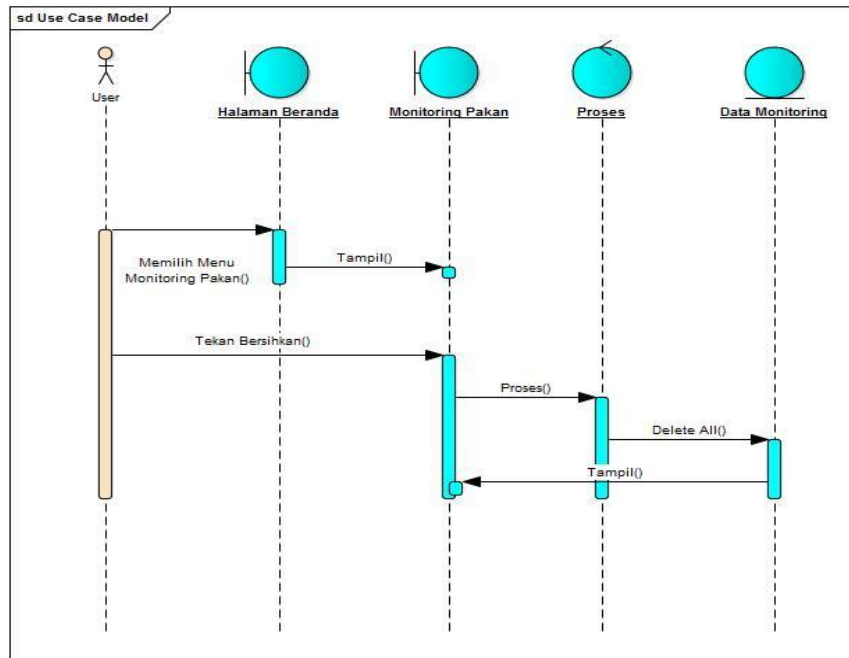 sd Use Case Model
User
Halaman Beranda
Monitoring Pakan
Proses
Data Monitoring
Memilih Menu
Monitoring Pakan()
Tampil()
Tekan Bersihkan()
Proses()
Delete All()
Tampil()